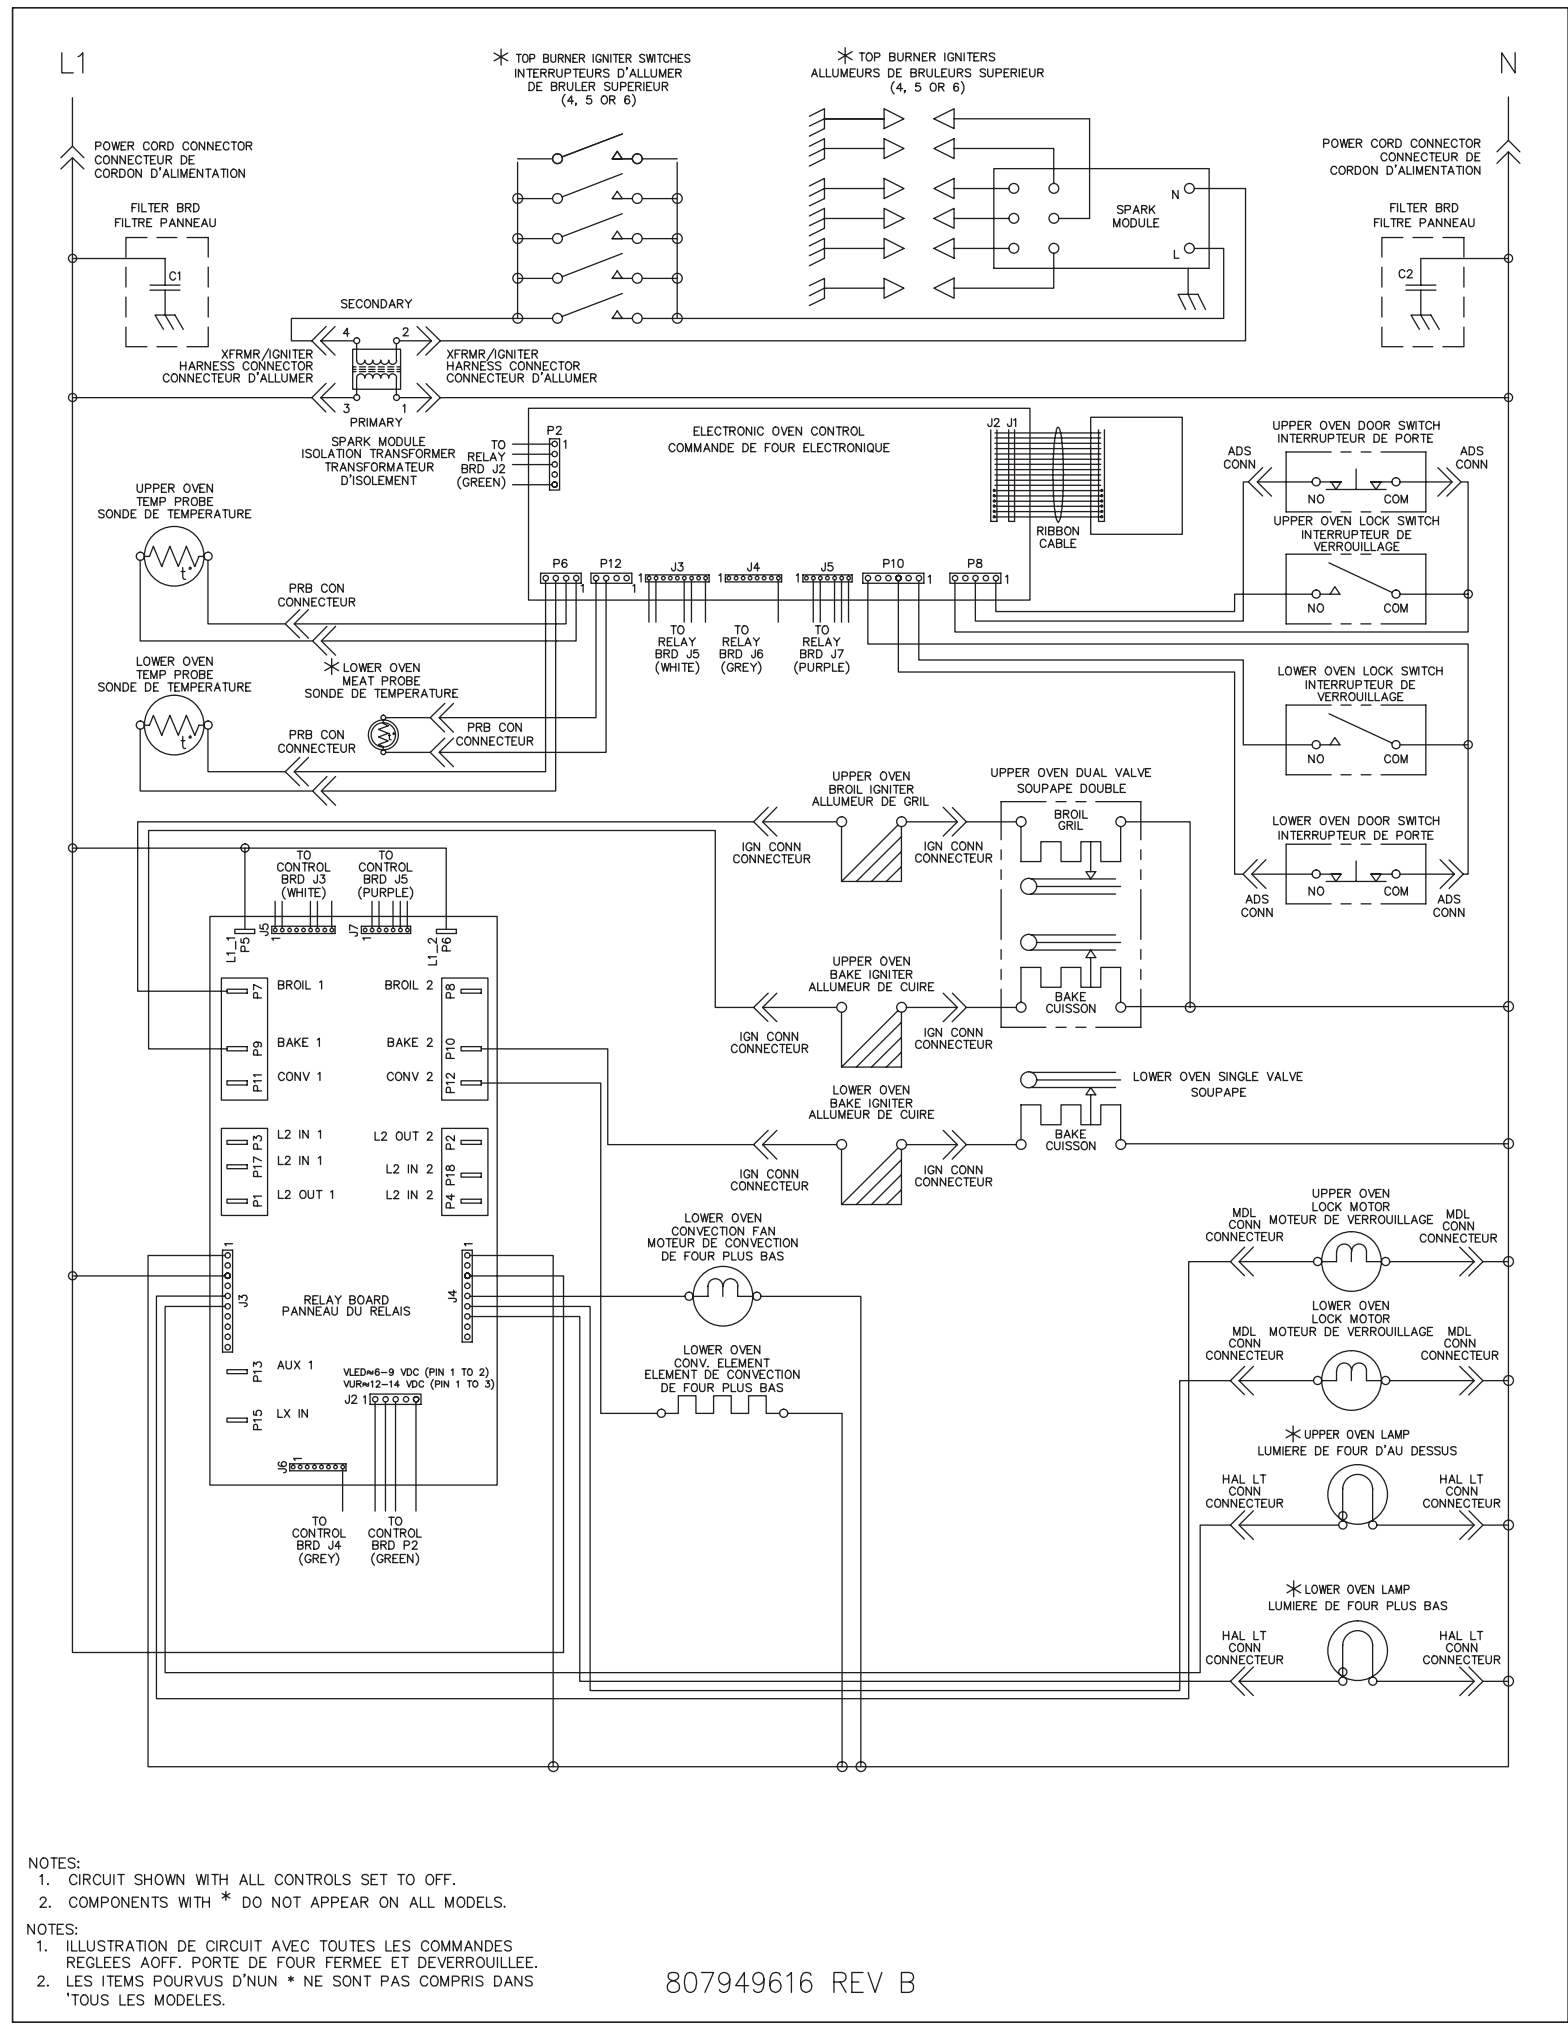 L1
N
* TOP BURNER IGNITER SWITCHES
INTERRUPTEURS D'ALLUMER
DE BRULER SUPERIEUR
(4, 5 OR 6)
* TOP BURNER IGNITERS
ALLUMEURS DE BRULEURS SUPERIEUR
(4, 5 OR 6)
POWER CORD CONNECTOR
CONNECTEUR DE
CORDON D'ALIMENTATION
POWER CORD CONNECTOR
CONNECTEUR DE
CORDON D'ALIMENTATION
FILTER BRD
FILTRE PANNEAU
C1
FILTER BRD
FILTRE PANNEAU
C2
SPARK
MODULE
N
L
SECONDARY
4
2
XFRMR/IGNITER
HARNESS CONNECTOR
CONNECTEUR D'ALLUMER
XFRMR/IGNITER
HARNESS CONNECTOR
CONNECTEUR D'ALLUMER
3
1
PRIMARY
SPARK MODULE
ISOLATION TRANSFORMER
TRANSFORMATEUR
D'ISOLEMENT
P2
1
TO
RELAY
BRD J2
(GREEN)
ELECTRONIC OVEN CONTROL
COMMANDE DE FOUR ELECTRONIQUE
J2 J1
RIBBON
CABLE
UPPER OVEN DOOR SWITCH
INTERRUPTEUR DE PORTE
ADS
CONN
ADS
CONN
NO
COM
UPPER OVEN LOCK SWITCH
INTERRUPTEUR DE
VERROUILLAGE
NO
COM
UPPER OVEN
TEMP PROBE
SONDE DE TEMPERATURE
t°
PRB CON
CONNECTEUR
P6
1
P12
1
1
J3
1
J4
1
J5
P10
1
P8
1
TO
RELAY
BRD J5
(WHITE)
TO
RELAY
BRD J6
(GREY)
TO
RELAY
BRD J7
(PURPLE)
LOWER OVEN
TEMP PROBE
SONDE DE TEMPERATURE
t°
* LOWER OVEN
MEAT PROBE
SONDE DE TEMPERATURE
PRB CON
CONNECTEUR
PRB CON
CONNECTEUR
LOWER OVEN LOCK SWITCH
INTERRUPTEUR DE
VERROUILLAGE
NO
COM
UPPER OVEN
BROIL IGNITER
ALLUMEUR DE GRIL
UPPER OVEN DUAL VALVE
SOUPAPE DOUBLE
BROIL
GRIL
IGN CONN
CONNECTEUR
IGN CONN
CONNECTEUR
LOWER OVEN DOOR SWITCH
INTERRUPTEUR DE PORTE
NO
COM
ADS
CONN
ADS
CONN
TO
CONTROL
BRD J3
(WHITE)
TO
CONTROL
BRD J5
(PURPLE)
L1_1
P5
J5
1
J7
1
L1_2
P6
P7
BROIL 1
BROIL 2
P8
P9
BAKE 1
BAKE 2
P10
P11
CONV 1
CONV 2
P12
UPPER OVEN
BAKE IGNITER
ALLUMEUR DE CUIRE
BAKE
CUISSON
IGN CONN
CONNECTEUR
IGN CONN
CONNECTEUR
LOWER OVEN
BAKE IGNITER
ALLUMEUR DE CUIRE
LOWER OVEN SINGLE VALVE
SOUPAPE
BAKE
CUISSON
IGN CONN
CONNECTEUR
IGN CONN
CONNECTEUR
P3
L2 IN 1
L2 OUT 2
P2
P17
L2 IN 1
L2 IN 2
P18
P1
L2 OUT 1
L2 IN 2
P4
1
J3
1
J4
RELAY BOARD
PANNEAU DU RELAIS
LOWER OVEN
CONVECTION FAN
MOTEUR DE CONVECTION
DE FOUR PLUS BAS
UPPER OVEN
LOCK MOTOR
MOTEUR DE VERROUILLAGE
MDL
CONN
CONNECTEUR
MDL
CONN
CONNECTEUR
LOWER OVEN
LOCK MOTOR
MOTEUR DE VERROUILLAGE
MDL
CONN
CONNECTEUR
MDL
CONN
CONNECTEUR
LOWER OVEN
CONV. ELEMENT
ELEMENT DE CONVECTION
DE FOUR PLUS BAS
P13
AUX 1
VLED≈6-9 VDC (PIN 1 TO 2)
VUR≈12-14 VDC (PIN 1 TO 3)
J2 1
P15
LX IN
J6
1
TO
CONTROL
BRD J4
(GREY)
TO
CONTROL
BRD P2
(GREEN)
* UPPER OVEN LAMP
LUMIERE DE FOUR D'AU DESSUS
HAL LT
CONN
CONNECTEUR
HAL LT
CONN
CONNECTEUR
* LOWER OVEN LAMP
LUMIERE DE FOUR PLUS BAS
HAL LT
CONN
CONNECTEUR
HAL LT
CONN
CONNECTEUR
NOTES:
1. CIRCUIT SHOWN WITH ALL CONTROLS SET TO OFF.
2. COMPONENTS WITH * DO NOT APPEAR ON ALL MODELS.
NOTES:
1. ILLUSTRATION DE CIRCUIT AVEC TOUTES LES COMMANDES
REGLEES AOFF. PORTE DE FOUR FERMEE ET DEVERROUILLEE.
2. LES ITEMS POURVUS D'NUN * NE SONT PAS COMPRIS DANS
'TOUS LES MODELES.
807949616 REV B